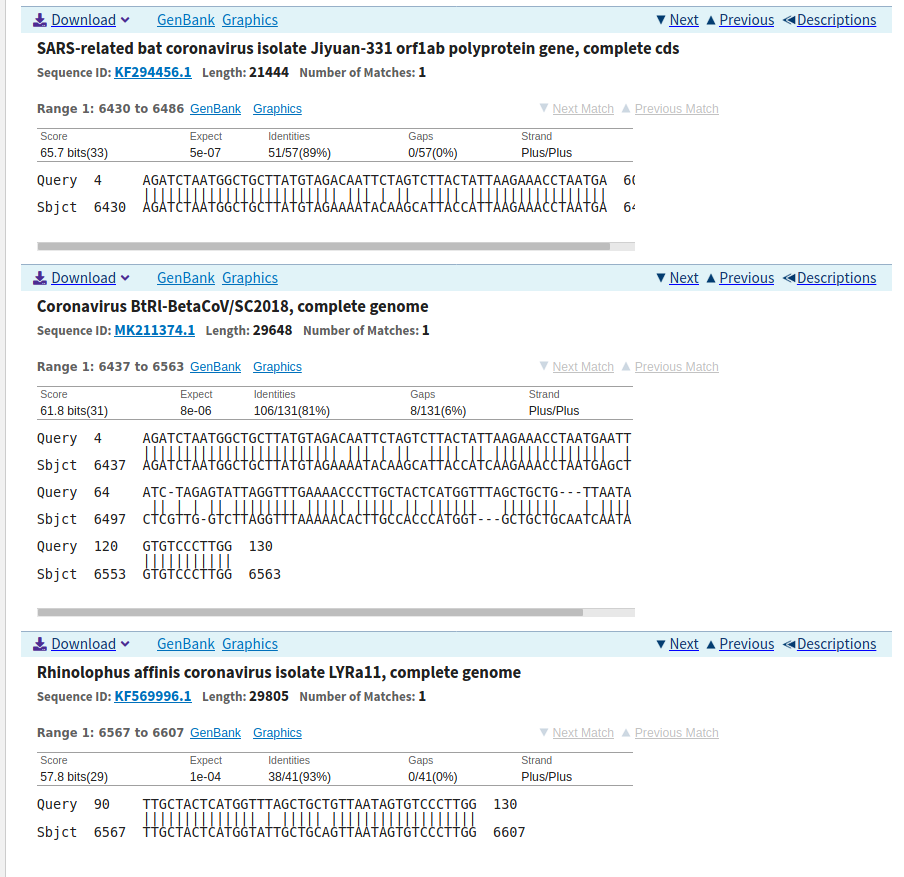 Download GenBank Graphics ▼ Next ▲ Previous ≪Descriptions
SARS-related bat coronavirus isolate Jiyuan-331 orf1ab polyprotein gene, complete cds
Sequence ID: KF294456.1 Length: 21444 Number of Matches: 1
Range 1: 6430 to 6486 GenBank Graphics ▼ Next Match ▲ Previous Match
Score Expect Identities Gaps Strand
65.7 bits(33) 5e-07 51/57(89%) 0/57(0%) Plus/Plus
Query 4 AGATCTAATGGCTGCTTATGTAGACAATTCTAGTCTTACTATTAAGAAACCTAATGA 60
Sbjct 6430 AGATCTAATGGCTGCTTATGTAGAAAATACAAGCATTACCATTAAGAAACCTAATGA 64
Download GenBank Graphics ▼ Next ▲ Previous ≪Descriptions
Coronavirus BtRl-BetaCoV/SC2018, complete genome
Sequence ID: MK211374.1 Length: 29648 Number of Matches: 1
Range 1: 6437 to 6563 GenBank Graphics ▼ Next Match ▲ Previous Match
Score Expect Identities Gaps Strand
61.8 bits(31) 8e-06 106/131(81%) 8/131(6%) Plus/Plus
Query 4 AGATCTAATGGCTGCTTATGTAGACAATTCTAGTCTTACTATTAAGAAACCTAATGAATT
Sbjct 6437 AGATCTAATGGCTGCTTATGTAGAAAATACAAGCATTACCATCAAGAAACCTAATGAGCT
Query 64 ATC-TAGAGTATTAGGTTTGAAAACCCTTGCTACTCATGGTTTAGCTGCTG---TTAATA
Sbjct 6497 CTCGTTG-GTCTTAGGTTTAAAAACACTTGCCACCCATGGT---GCTGCTGCAATCAATA
Query 120 GTGTCCCTTGG 130
Sbjct 6553 GTGTCCCTTGG 6563
Download GenBank Graphics ▼ Next ▲ Previous ≪Descriptions
Rhinolophus affinis coronavirus isolate LYRa11, complete genome
Sequence ID: KF569996.1 Length: 29805 Number of Matches: 1
Range 1: 6567 to 6607 GenBank Graphics ▼ Next Match ▲ Previous Match
Score Expect Identities Gaps Strand
57.8 bits(29) 1e-04 38/41(93%) 0/41(0%) Plus/Plus
Query 90 TTGCTACTCATGGTTTAGCTGCTGTTAATAGTGTCCCTTGG 130
Sbjct 6567 TTGCTACTCATGGTATTGCTGCAGTTAATAGTGTCCCTTGG 6607